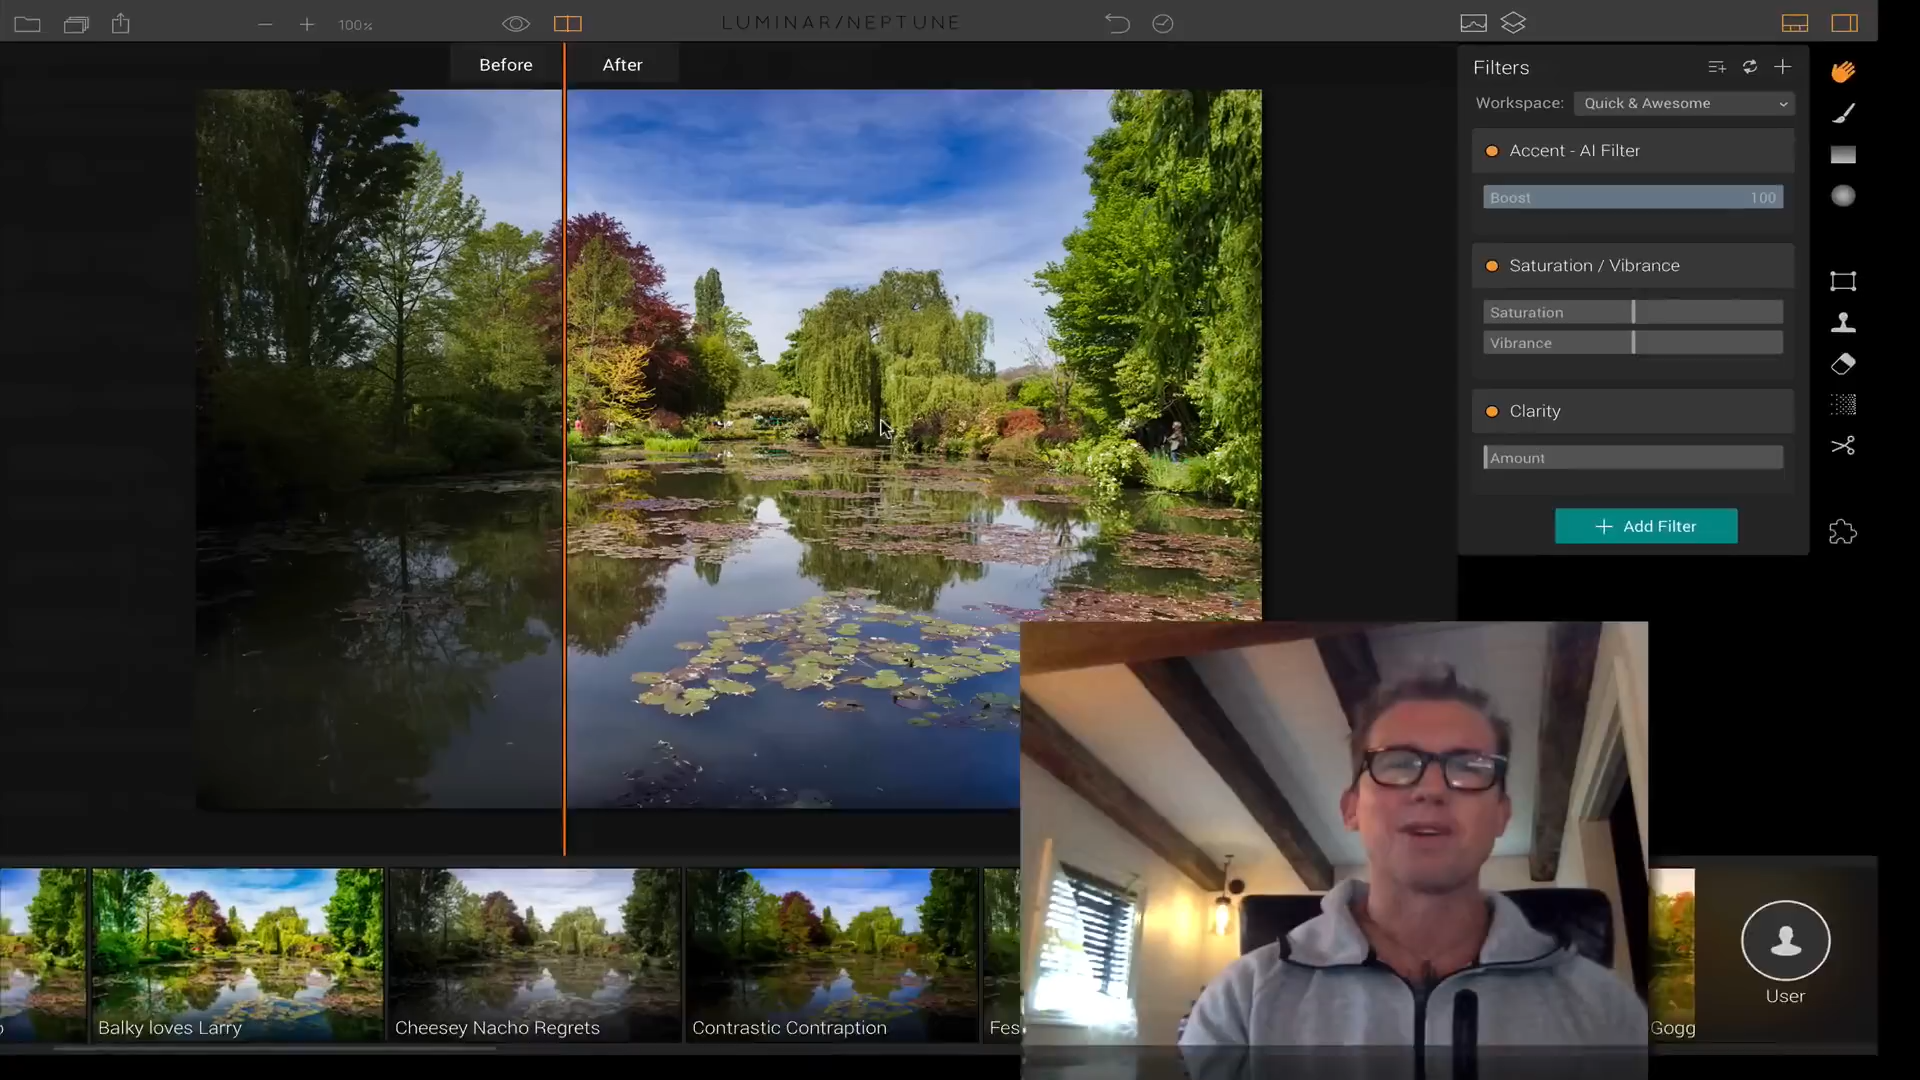 100%
LUMINAR/NEPTUNE
Before
After
Filters
Workspace: Quick & Awesome
Accent - AI Filter
Boost 100
Saturation / Vibrance
Saturation
Vibrance
Clarity
Amount
+ Add Filter
Balky loves Larry
Cheesey Nacho Regrets
Contrastic Contraption
Fes
Gogg
User